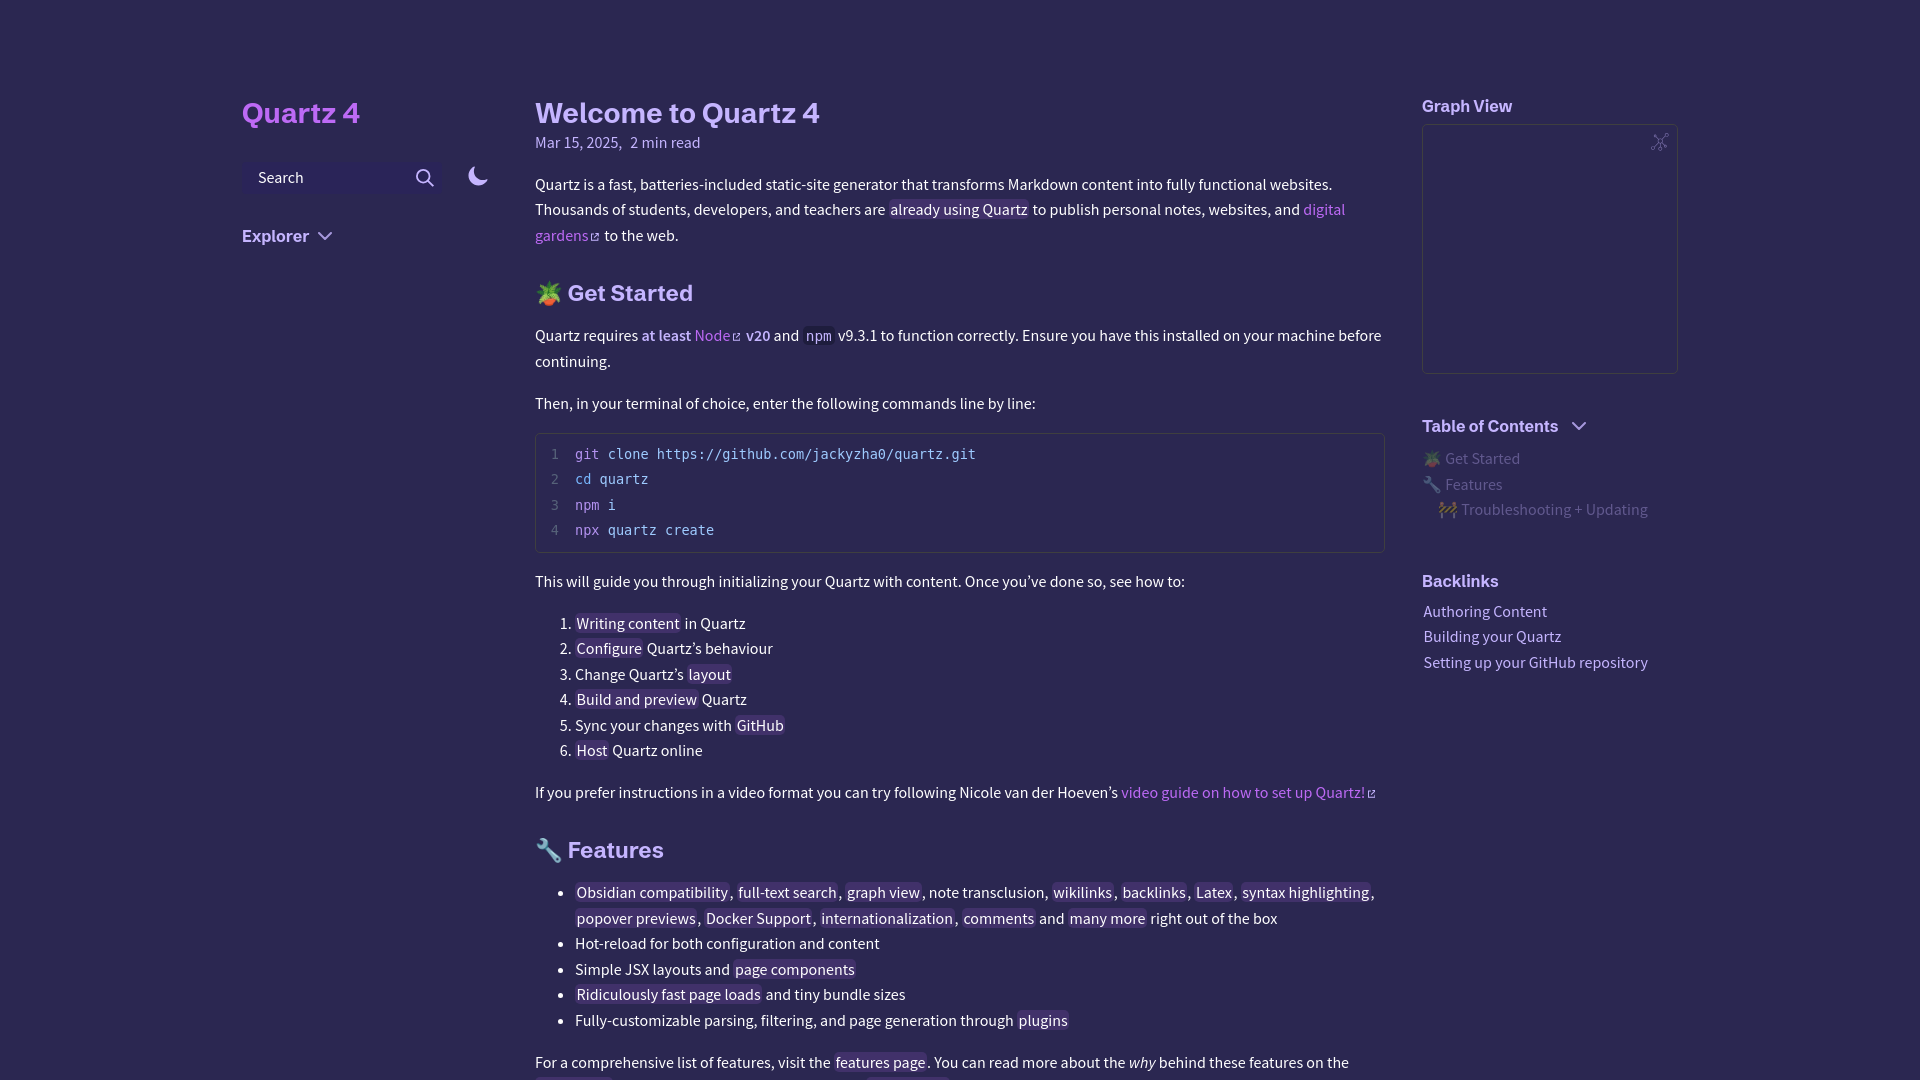 Quartz 4
Search
Explorer
Welcome to Quartz 4
Mar 15, 2025, 2 min read
Quartz is a fast, batteries-included static-site generator that transforms Markdown content into fully functional websites.
Thousands of students, developers, and teachers are already using Quartz to publish personal notes, websites, and digital
gardens to the web.
🪴 Get Started
Quartz requires at least Node v20 and npm v9.3.1 to function correctly. Ensure you have this installed on your machine before
continuing.
Then, in your terminal of choice, enter the following commands line by line:
1 git clone https://github.com/jackyzha0/quartz.git
2 cd quartz
3 npm i
4 npx quartz create
This will guide you through initializing your Quartz with content. Once you’ve done so, see how to:
1. Writing content in Quartz
2. Configure Quartz’s behaviour
3. Change Quartz’s layout
4. Build and preview Quartz
5. Sync your changes with GitHub
6. Host Quartz online
If you prefer instructions in a video format you can try following Nicole van der Hoeven’s video guide on how to set up Quartz!
🔧 Features
• Obsidian compatibility, full-text search, graph view, note transclusion, wikilinks, backlinks, Latex, syntax highlighting,
popover previews, Docker Support, internationalization, comments and many more right out of the box
• Hot-reload for both configuration and content
• Simple JSX layouts and page components
• Ridiculously fast page loads and tiny bundle sizes
• Fully-customizable parsing, filtering, and page generation through plugins
For a comprehensive list of features, visit the features page. You can read more about the why behind these features on the
Graph View
Table of Contents
🪴 Get Started
🔧 Features
🚧 Troubleshooting + Updating
Backlinks
Authoring Content
Building your Quartz
Setting up your GitHub repository